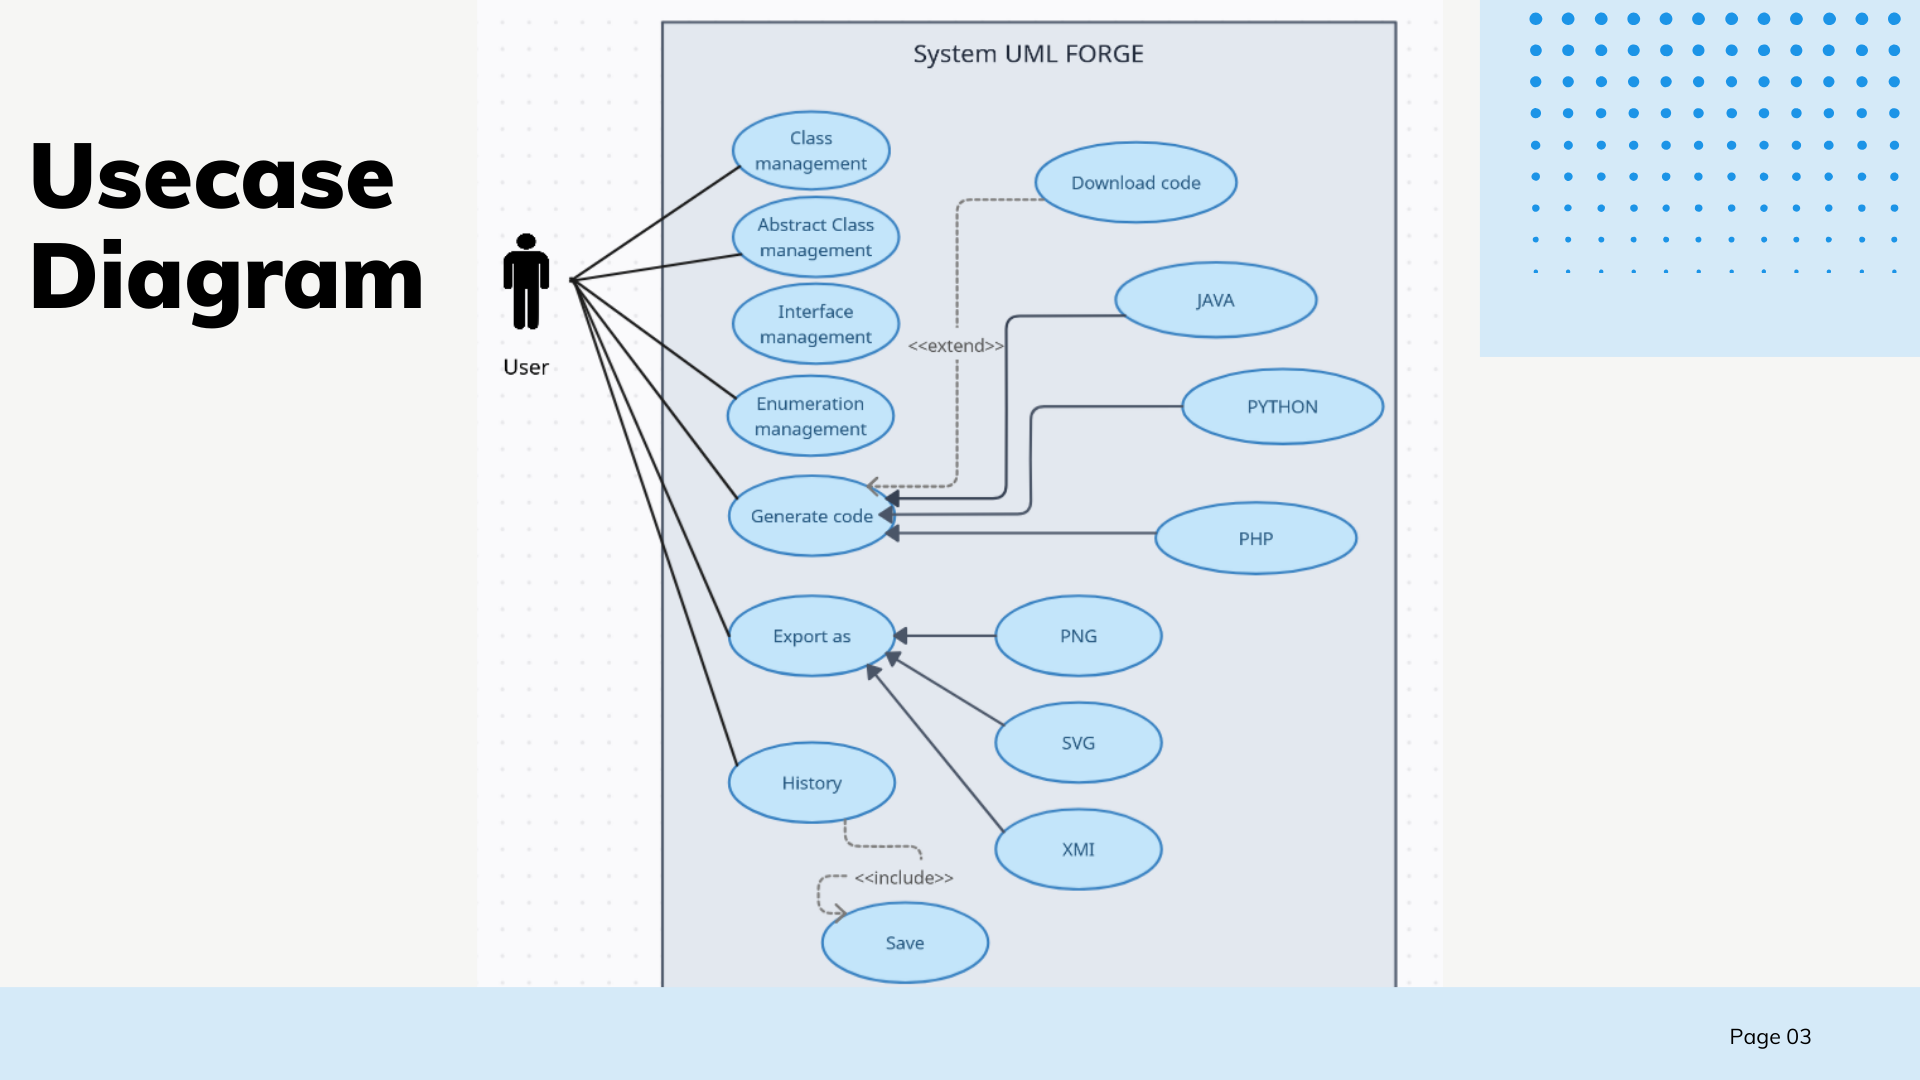 Usecase
Diagram
System UML FORGE
User
Class
management
Abstract Class
management
Interface
management
Enumeration
management
Generate code
Export as
History
<<extend>>
Download code
JAVA
PYTHON
PHP
PNG
SVG
XMI
<<include>>
Save
Page 03